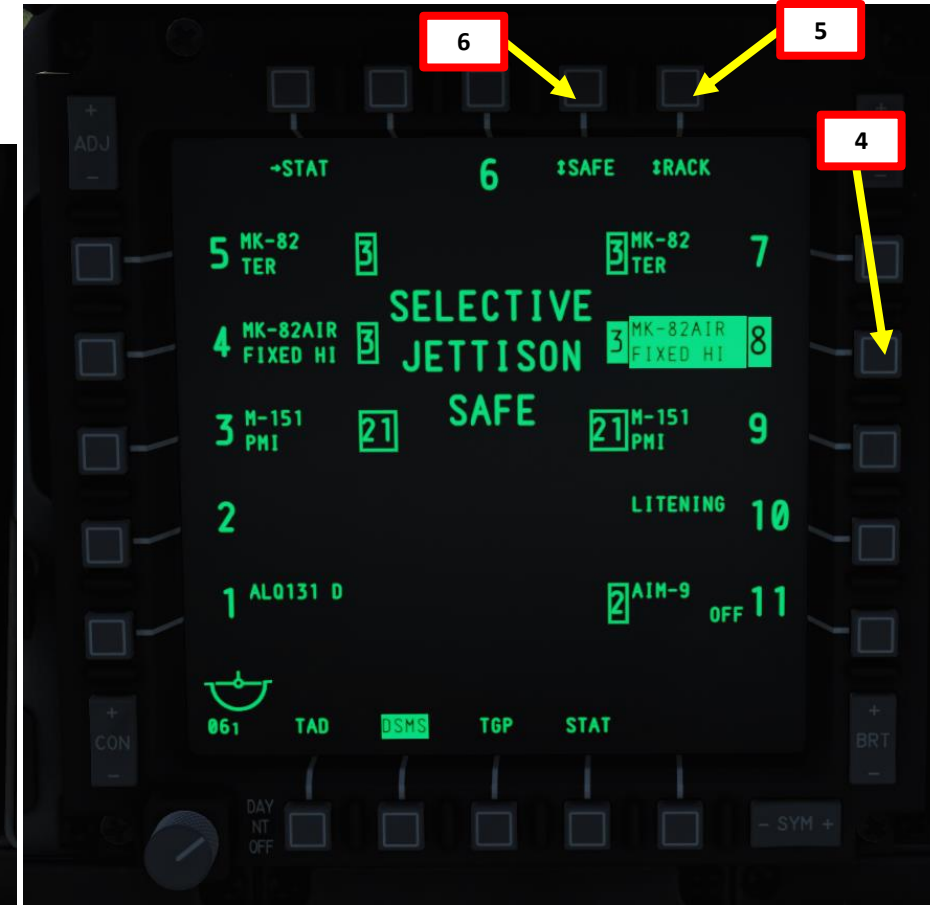 6
5
+
ADJ
–
4
+
–
→STAT
6
↕SAFE
↕RACK
5
MK-82
TER
3
3
MK-82
TER
7
SELECTIVE
JETTISON
SAFE
4
MK-82AIR
FIXED HI
3
3
MK-82AIR
FIXED HI
8
3
M-151
PMI
21
21
M-151
PMI
9
2
LITENING
10
1
ALQ131 D
2
AIM-9
OFF
11
061
TAD
DSMS
TGP
STAT
+
CON
–
+
BRT
–
DAY
NT
OFF
– SYM +